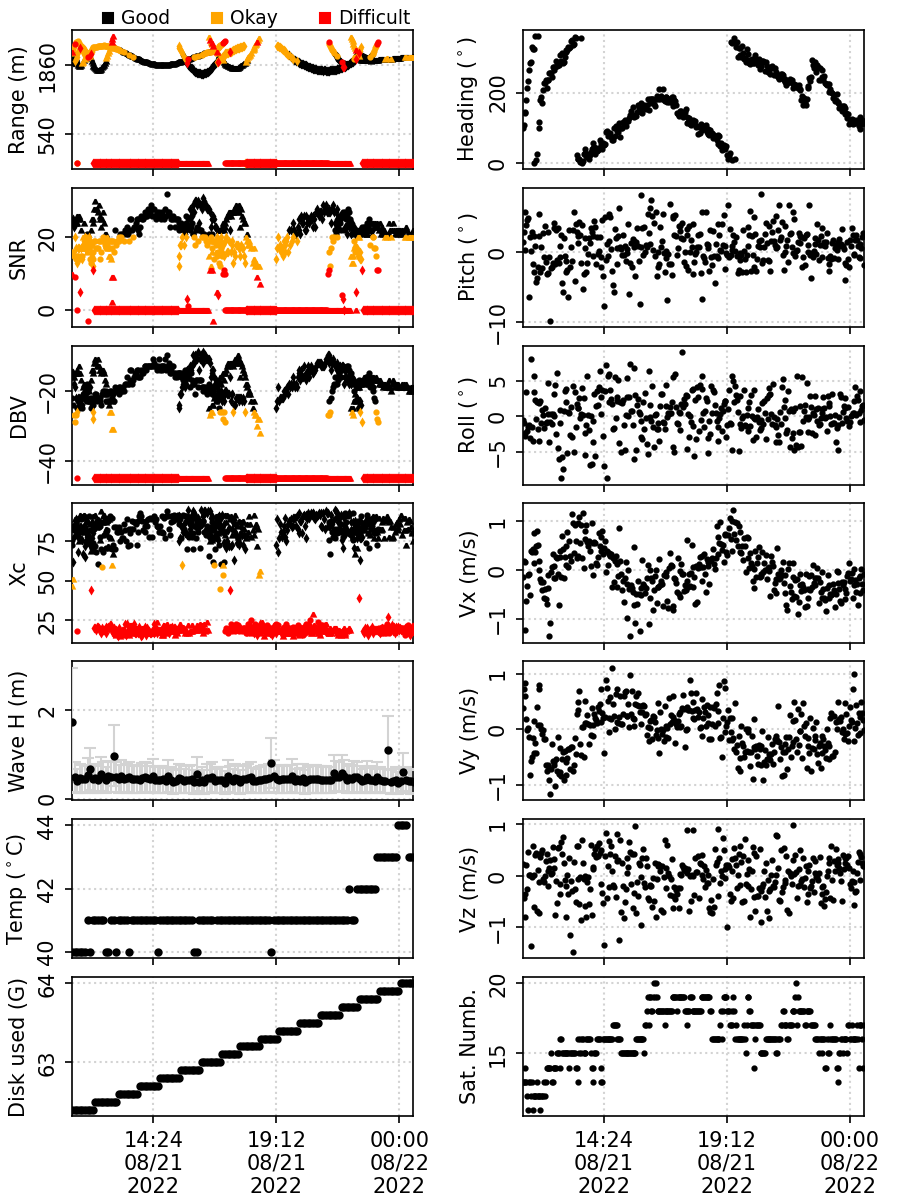 Good Okay Difficult
Range (m)
1860
540
Heading (°)
200
0
SNR
20
0
Pitch (°)
0
−10
DBV
−20
−40
Roll (°)
5
0
−5
Xc
75
50
25
Vx (m/s)
1
0
−1
Wave H (m)
2
0
Vy (m/s)
1
0
−1
Temp (°C)
44
42
40
Vz (m/s)
1
0
−1
Disk used (G)
64
63
Sat. Numb.
20
15
14:24 19:12 00:00
08/21 08/21 08/22
2022 2022 2022
14:24 19:12 00:00
08/21 08/21 08/22
2022 2022 2022